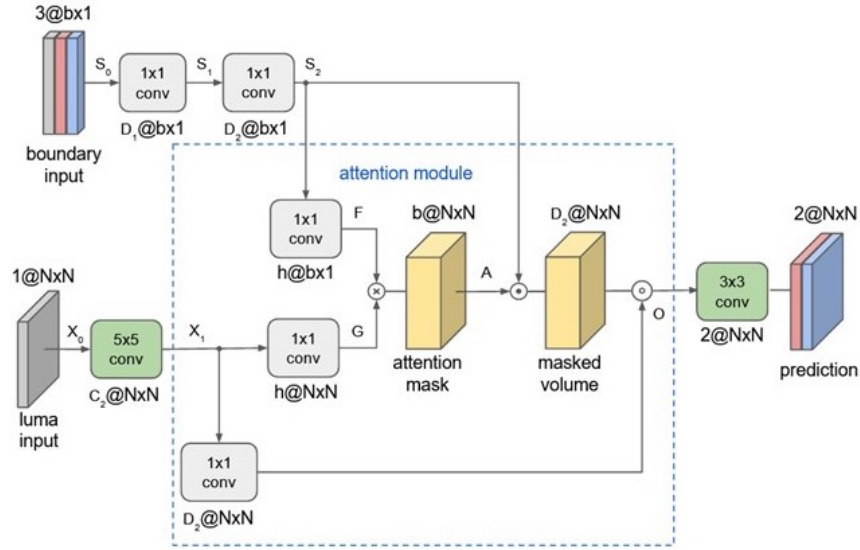 3@bx1
S₀
1x1
conv
D₁@bx1
S₁
1x1
conv
D₂@bx1
S₂
boundary
input
attention module
1x1
conv
h@bx1
F
b@NxN
attention
mask
A
D₂@NxN
masked
volume
O
3x3
conv
2@NxN
2@NxN
prediction
1@NxN
luma
input
X₀
5x5
conv
C₂@NxN
X₁
1x1
conv
h@NxN
G
1x1
conv
D₂@NxN